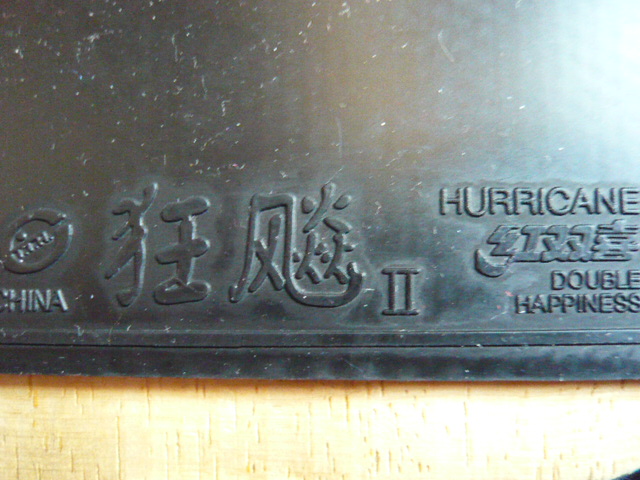 CHINA
狂飚 II
HURRICANE
红双喜
DOUBLE
HAPPINESS